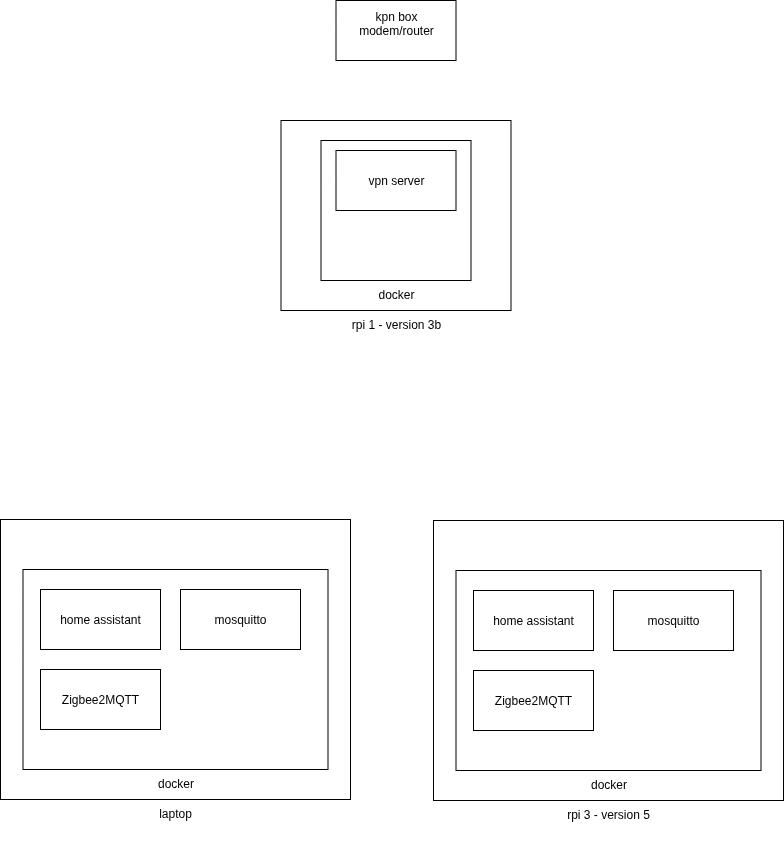 kpn box
modem/router
vpn server
docker
rpi 1 - version 3b
home assistant
mosquitto
Zigbee2MQTT
docker
laptop
home assistant
mosquitto
Zigbee2MQTT
docker
rpi 3 - version 5